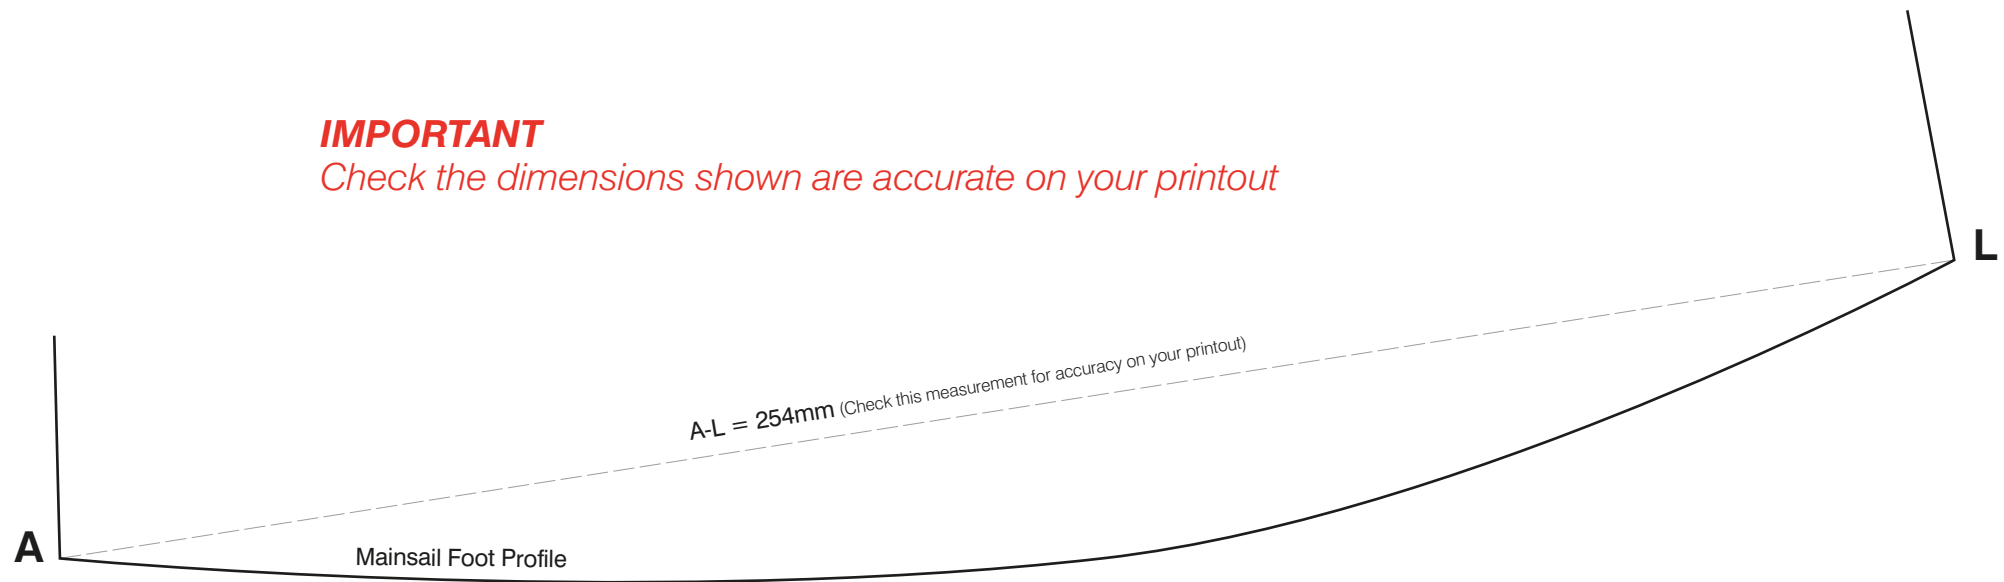 IMPORTANT
Check the dimensions shown are accurate on your printout
L
A-L = 254mm (Check this measurement for accuracy on your printout)
A
Mainsail Foot Profile